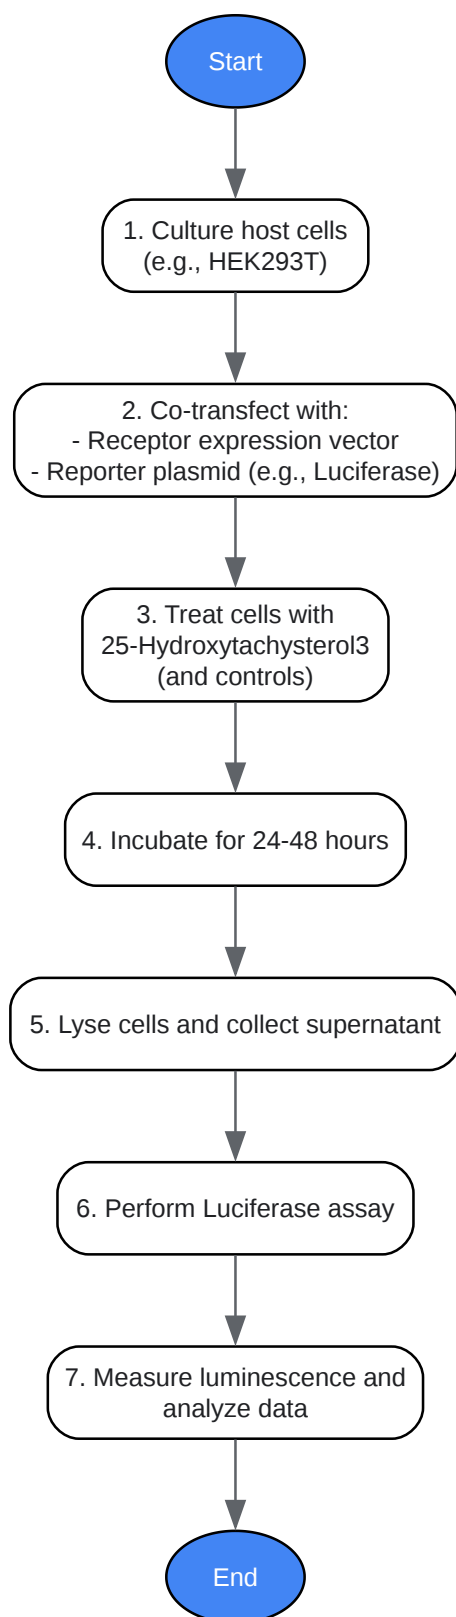 Start
1. Culture host cells
(e.g., HEK293T)
2. Co-transfect with:
- Receptor expression vector
- Reporter plasmid (e.g., Luciferase)
3. Treat cells with
25-Hydroxytachysterol3
(and controls)
4. Incubate for 24-48 hours
5. Lyse cells and collect supernatant
6. Perform Luciferase assay
7. Measure luminescence and
analyze data
End